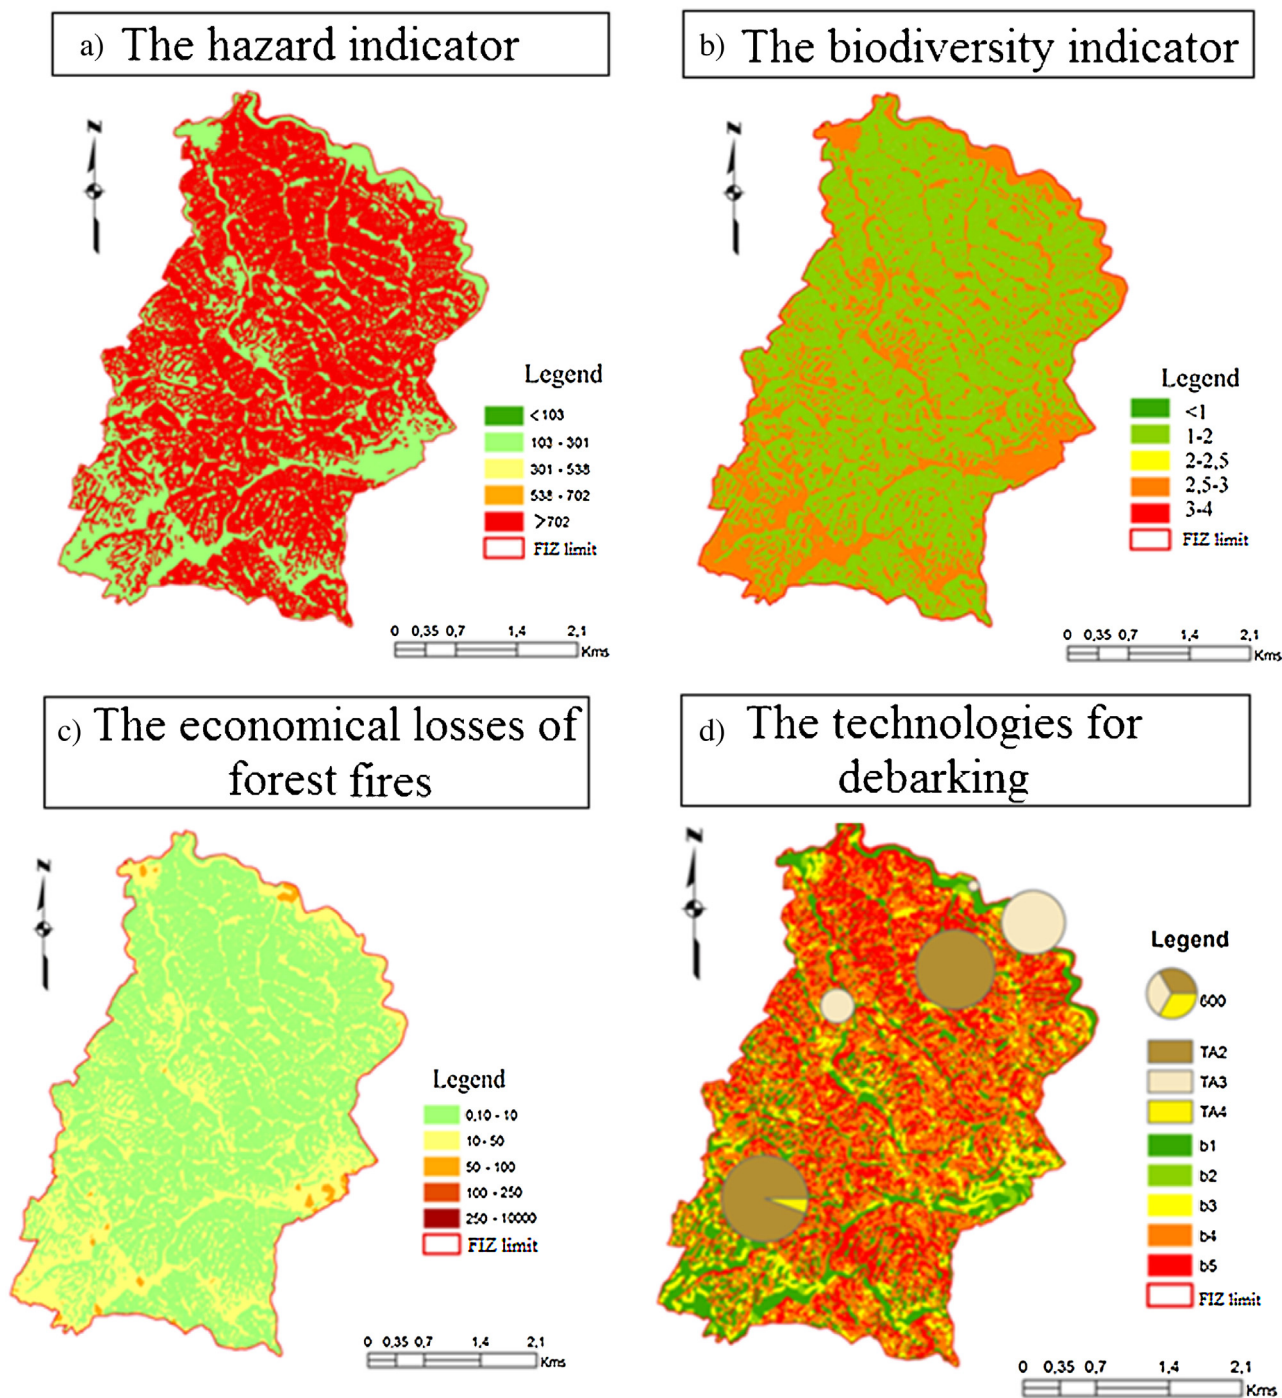 a) The hazard indicator
N
Legend
<103
103 - 301
301 - 538
538 - 702
>702
FIZ limit
0 0,35 0,7 1,4 2,1
Kms
b) The biodiversity indicator
N
Legend
<1
1-2
2-2,5
2,5-3
3-4
FIZ limit
0 0,35 0,7 1,4 2,1
Kms
c) The economical losses of
forest fires
N
Legend
0,10 - 10
10 - 50
50 - 100
100 - 250
250 - 10000
FIZ limit
0 0,35 0,7 1,4 2,1
Kms
d) The technologies for
debarking
N
Legend
600
TA2
TA3
TA4
b1
b2
b3
b4
b5
FIZ limit
0 0,35 0,7 1,4 2,1
Kms